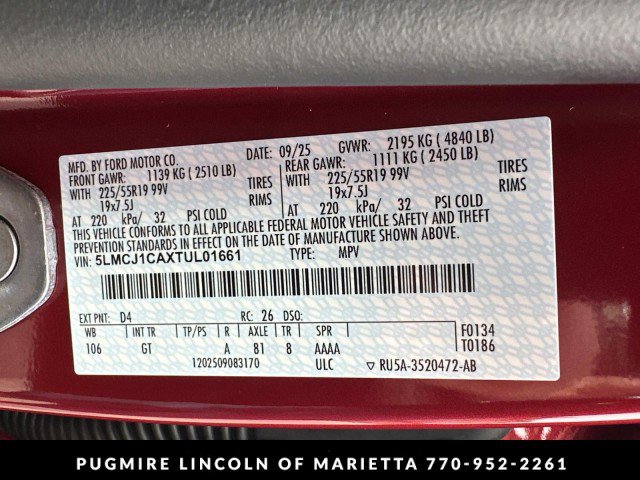 MFD. BY FORD MOTOR CO.
DATE: 09/25 GVWR: 2195 KG ( 4840 LB)
FRONT GAWR: 1139 KG ( 2510 LB)
REAR GAWR: 1111 KG ( 2450 LB)
WITH 225/55R19 99V TIRES
WITH 225/55R19 99V TIRES
19x7.5J RIMS
19x7.5J RIMS
AT 220 kPa/ 32 PSI COLD
AT 220 kPa/ 32 PSI COLD
THIS VEHICLE CONFORMS TO ALL APPLICABLE FEDERAL MOTOR VEHICLE SAFETY AND THEFT
PREVENTION STANDARDS IN EFFECT ON THE DATE OF MANUFACTURE SHOWN ABOVE.
VIN: 5LMCJ1CAXTUL01661 TYPE: MPV
EXT PNT: D4 RC: 26 DSO:
WB INT TR TP/PS R AXLE TR SPR F0134
106 GT A 81 8 AAAA T0186
1202509083170 ULC ▽ RU5A-3520472-AB
PUGMIRE LINCOLN OF MARIETTA 770-952-2261